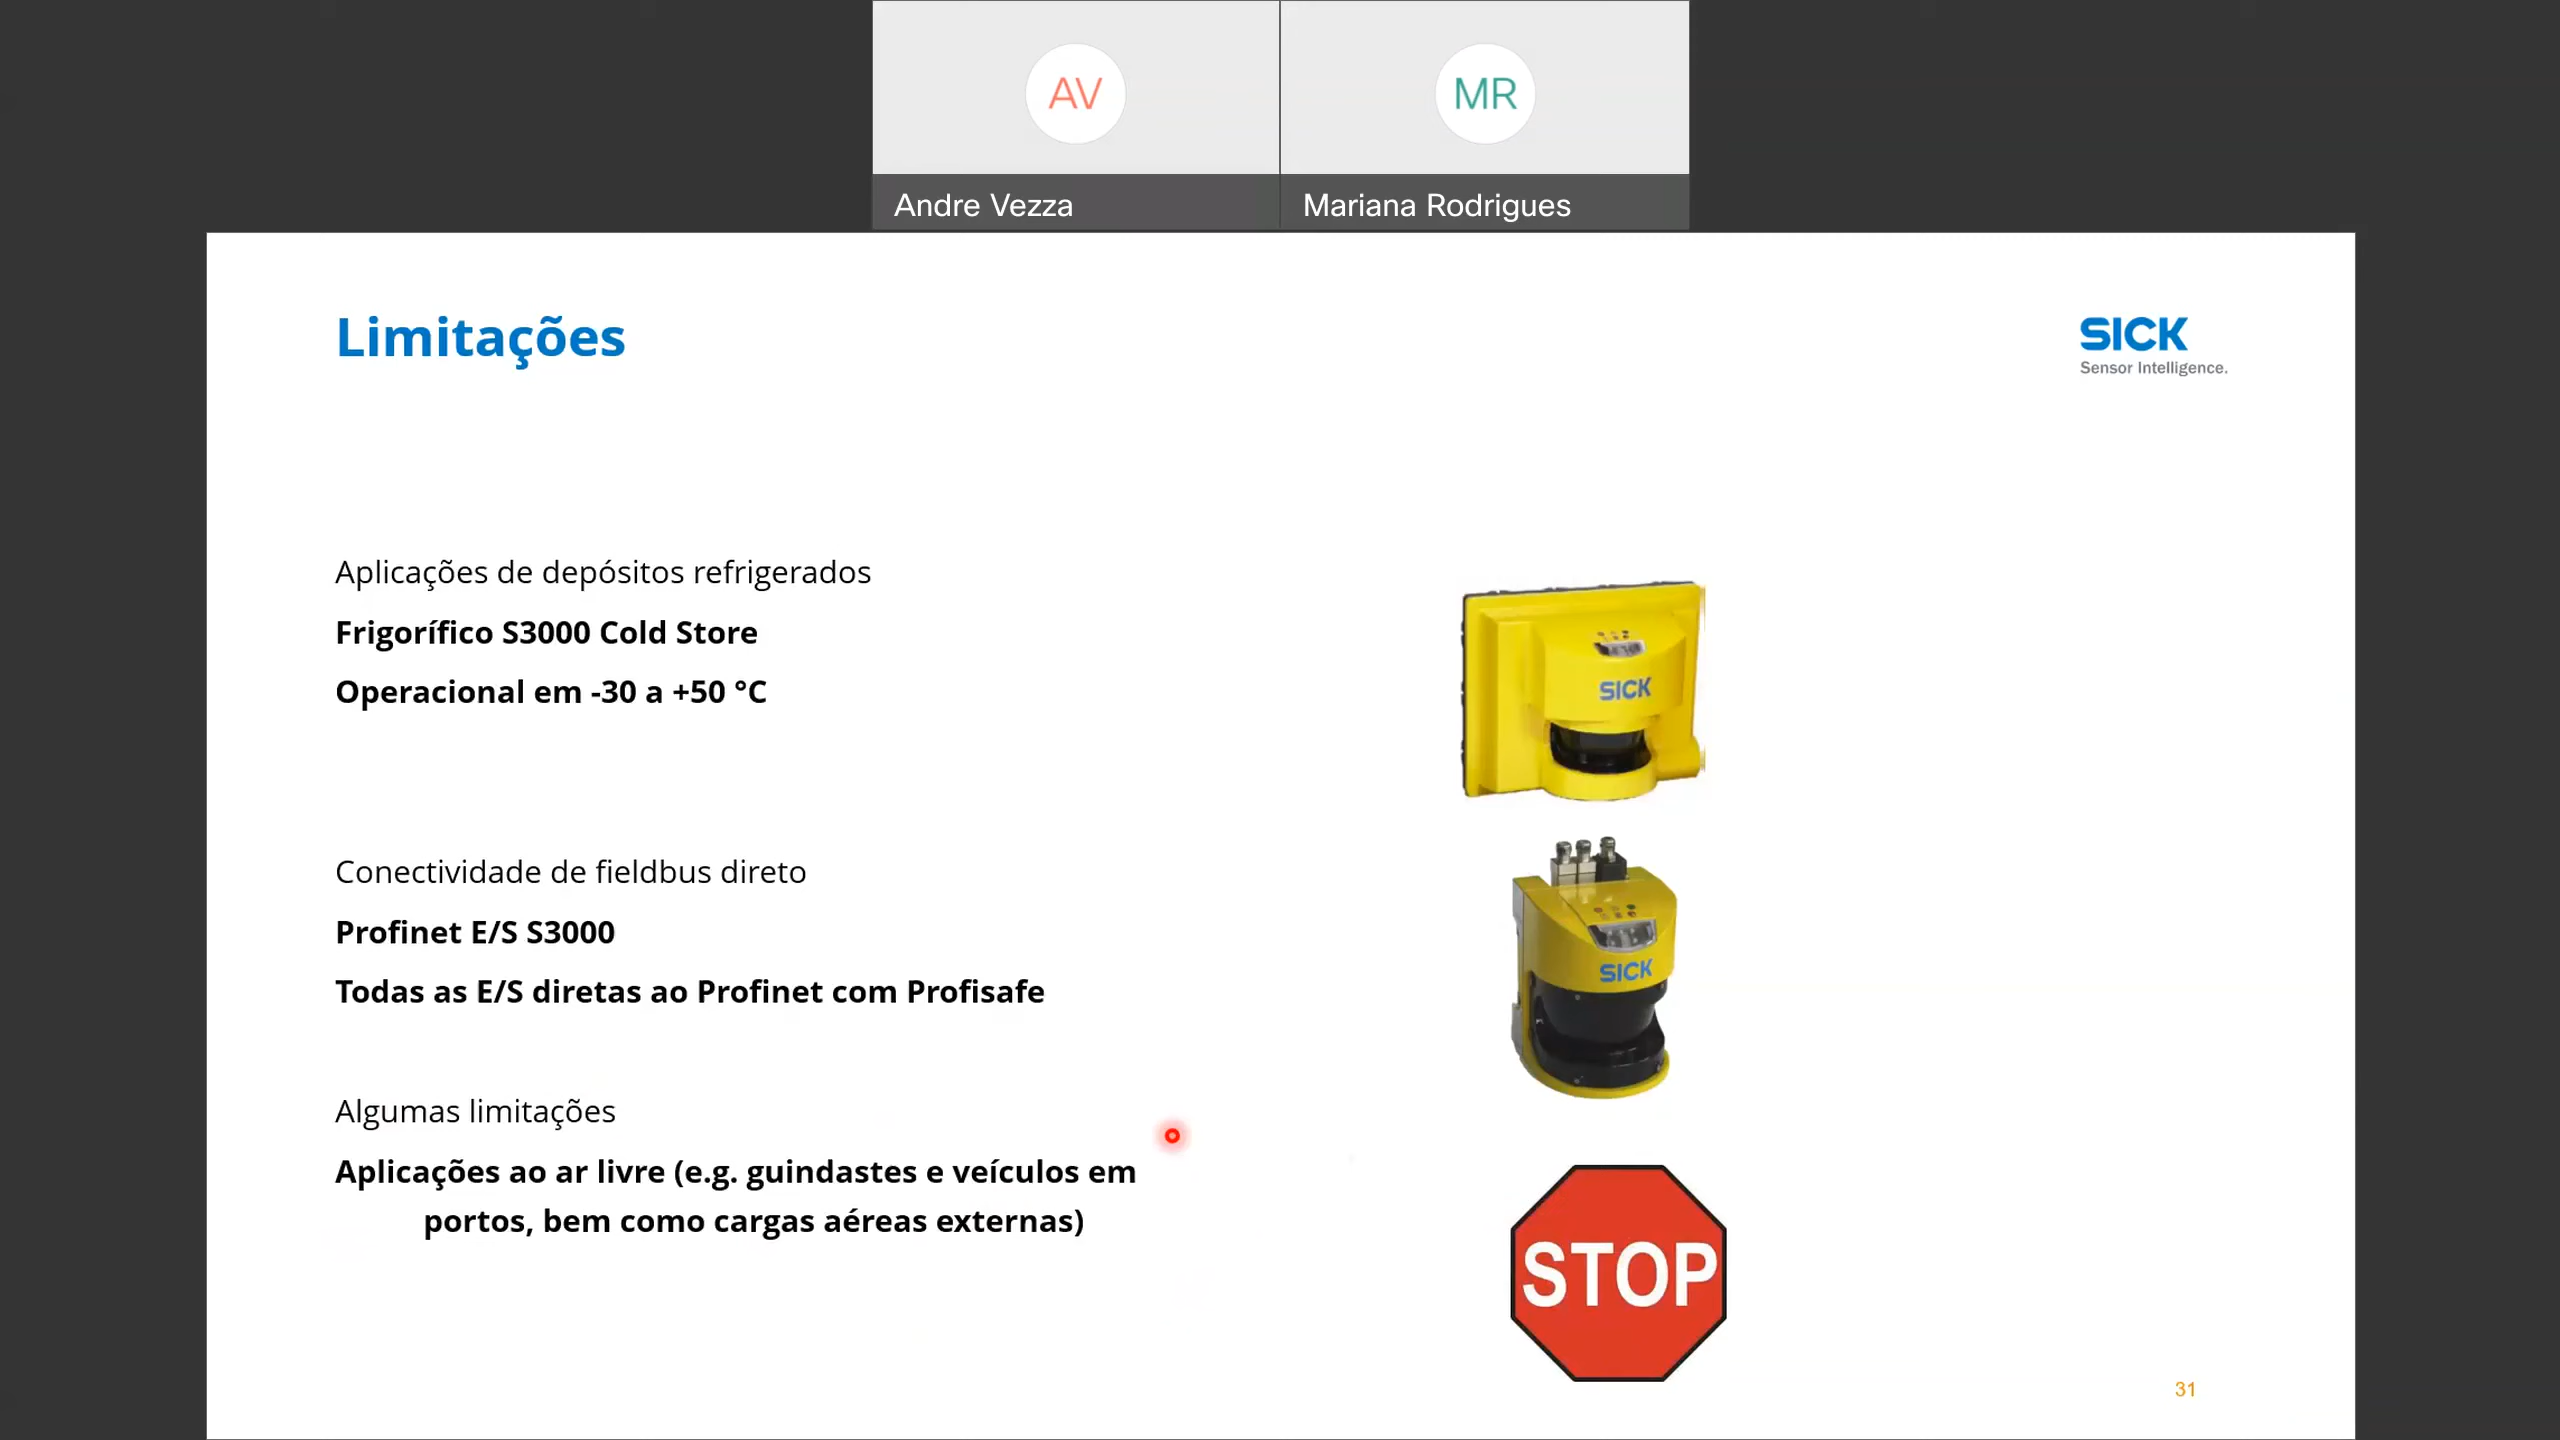 AV
MR
Andre Vezza
Mariana Rodrigues
Limitações
SICK
Sensor Intelligence.
Aplicações de depósitos refrigerados
Frigorífico S3000 Cold Store
Operacional em -30 a +50 °C
SICK
Conectividade de fieldbus direto
Profinet E/S S3000
Todas as E/S diretas ao Profinet com Profisafe
SICK
Algumas limitações
Aplicações ao ar livre (e.g. guindastes e veículos em
portos, bem como cargas aéreas externas)
STOP
31